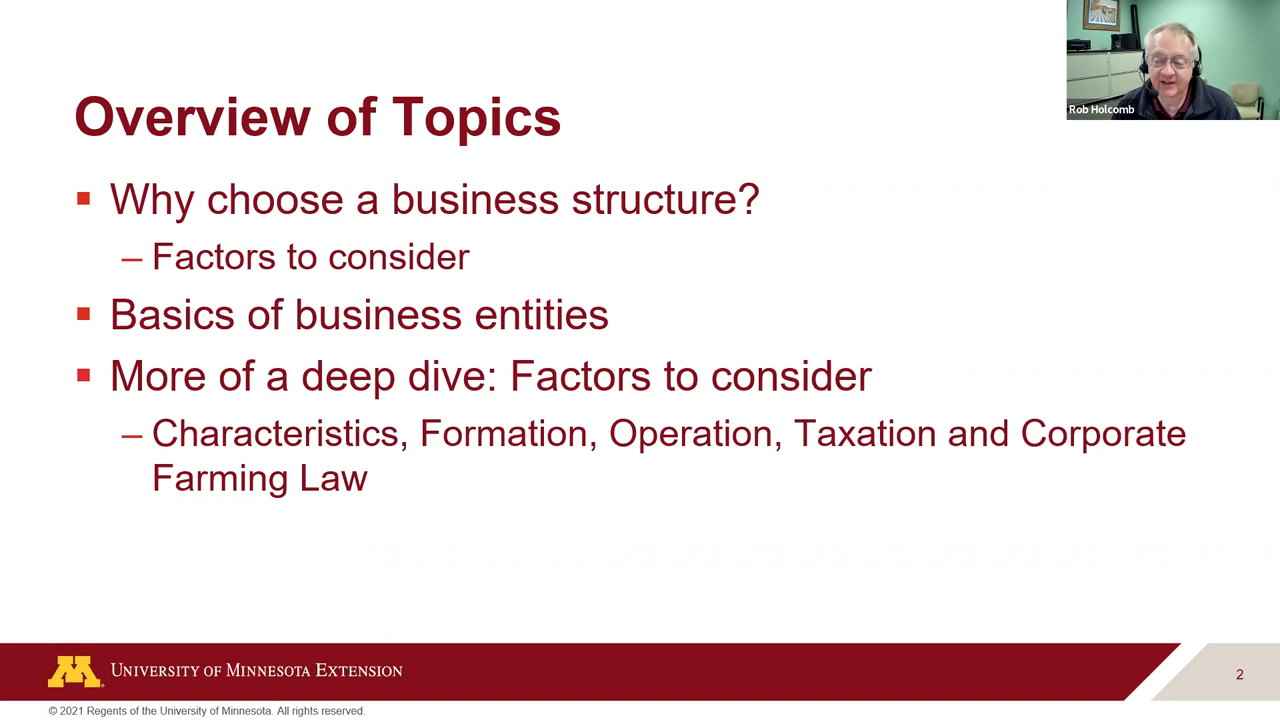 Rob Holcomb
Overview of Topics
▪ Why choose a business structure?
– Factors to consider
▪ Basics of business entities
▪ More of a deep dive: Factors to consider
– Characteristics, Formation, Operation, Taxation and Corporate
Farming Law
M
UNIVERSITY OF MINNESOTA EXTENSION
2
© 2021 Regents of the University of Minnesota. All rights reserved.